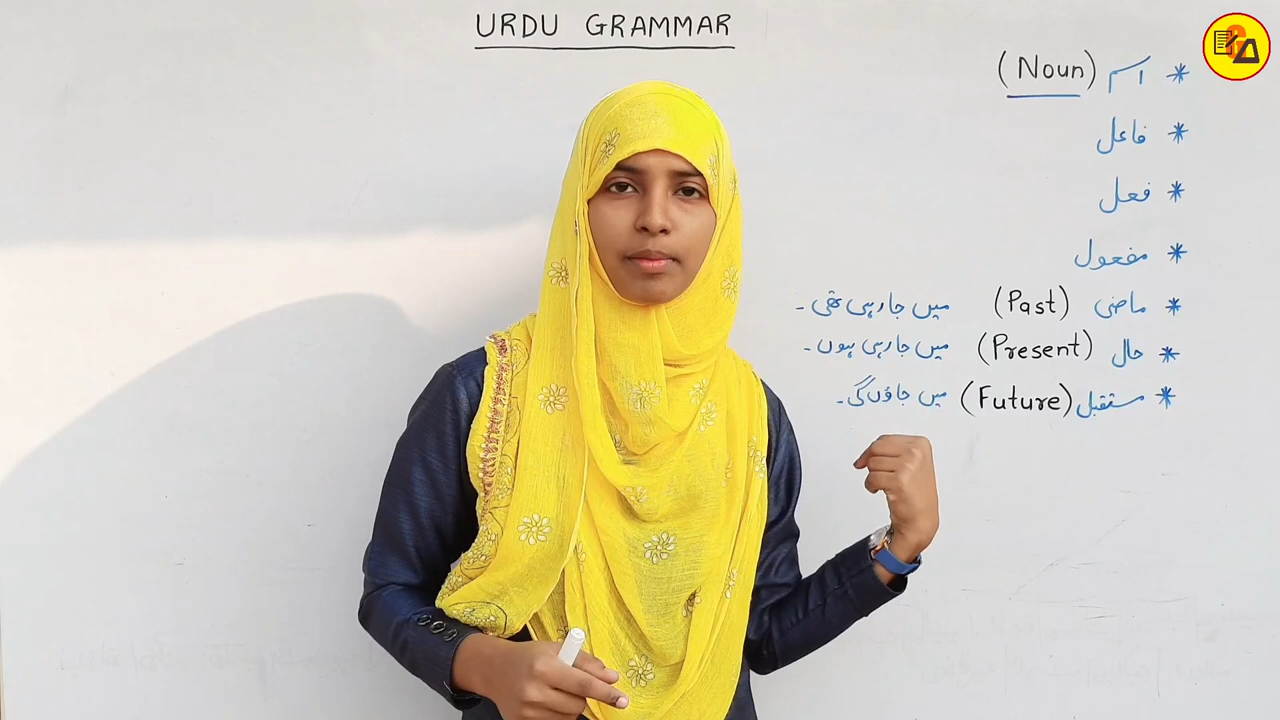 URDU GRAMMAR
* اسم (Noun)
* فاعل
* فعل
* مفعول
* ماضی (Past) میں جا رہی تھی۔
* حال (Present) میں جا رہی ہوں۔
* مستقبل (Future) میں جاؤں گی۔